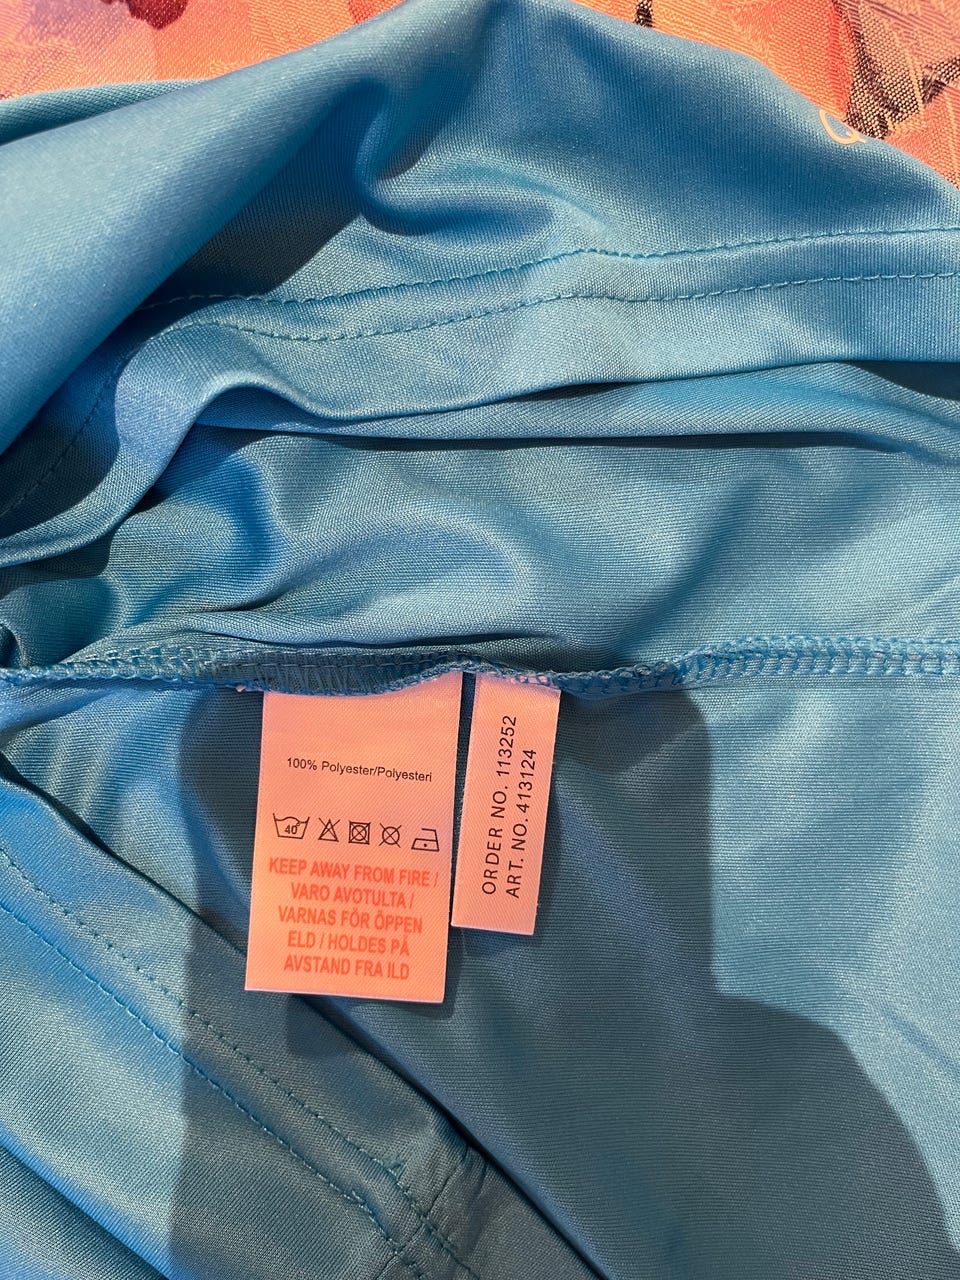 100% Polyester/Polyesteri
40
KEEP AWAY FROM FIRE /
VARO AVOTULTA /
VARNAS FÖR ÖPPEN
ELD / HOLDES PÅ
AVSTAND FRA ILD
ORDER NO. 113252
ART. NO. 413124